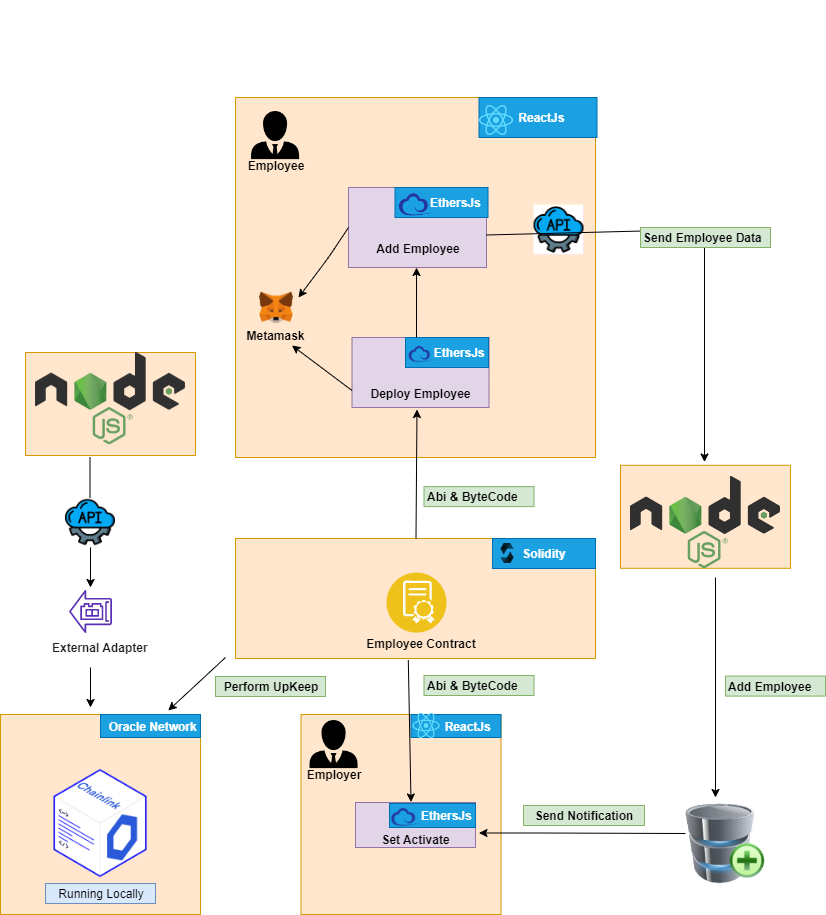 ReactJs
Employee
EthersJs
Add Employee
API
Send Employee Data
Metamask
EthersJs
Deploy Employee
node
JS
®
Abi & ByteCode
node
JS
®
API
Solidity
Employee Contract
External Adapter
Perform UpKeep
Abi & ByteCode
Add Employee
Oracle Network
ReactJs
Employer
Chainlink
EthersJs
Set Activate
Send Notification
Running Locally